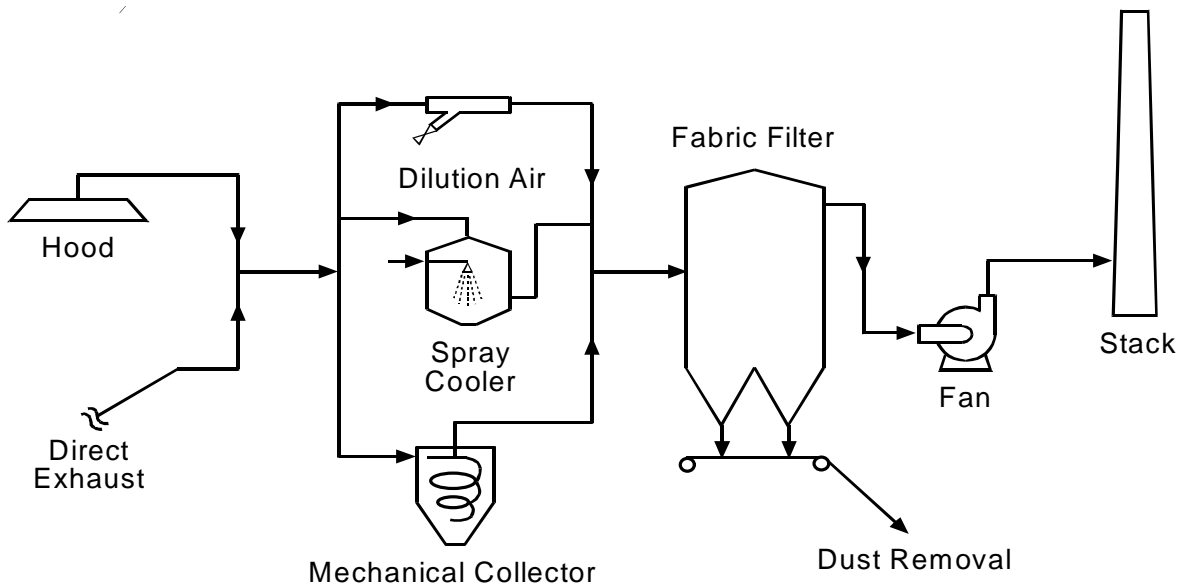 Fabric Filter
Dilution Air
Hood
Spray
Cooler
Stack
Fan
Direct
Exhaust
Dust Removal
Mechanical Collector